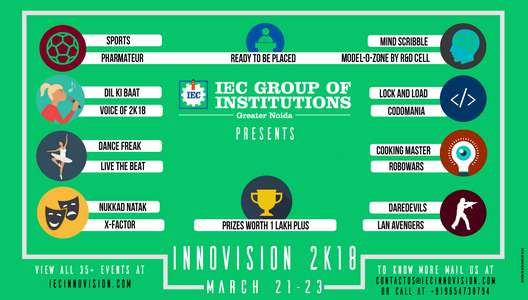 SPORTS
PHARMATEUR
READY TO BE PLACED
MIND SCRIBBLE
MODEL-O-ZONE BY R&D CELL
DIL KI BAAT
VOICE OF 2K18
IEC
IEC GROUP OF
INSTITUTIONS
Greater Noida
PRESENTS
LOCK AND LOAD
CODOMANIA
DANCE FREAK
LIVE THE BEAT
COOKING MASTER
ROBOWARS
NUKKAD NATAK
X-FACTOR
PRIZES WORTH 1 LAKH PLUS
DAREDEVILS
LAN AVENGERS
INNOVISION 2K18
MARCH 21-23
VIEW ALL 35+ EVENTS AT
IECINNOVISION.COM
TO KNOW MORE MAIL US AT
CONTACTUS@IECINNOVISION.COM
OR CALL AT +919654738794